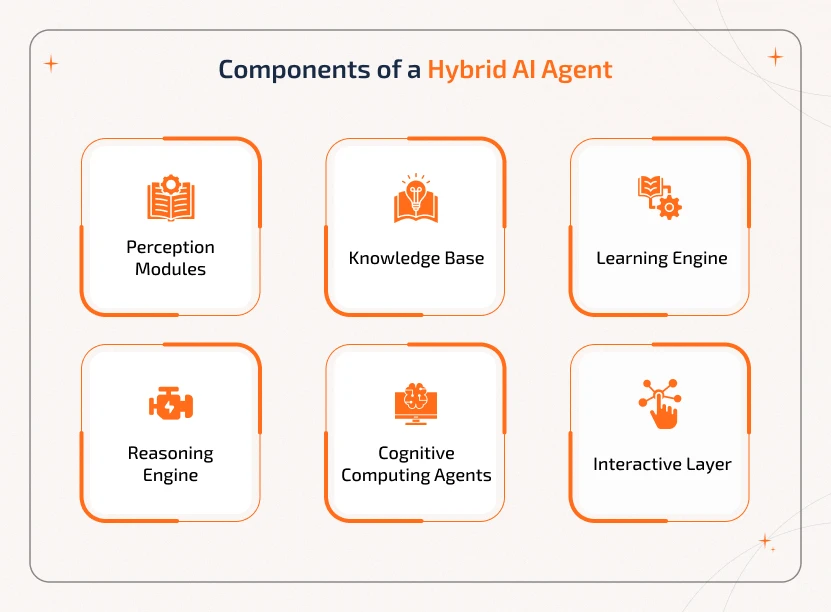 Components of a Hybrid AI Agent
Perception
Modules
Knowledge Base
Learning Engine
Reasoning
Engine
Cognitive
Computing Agents
Interactive Layer